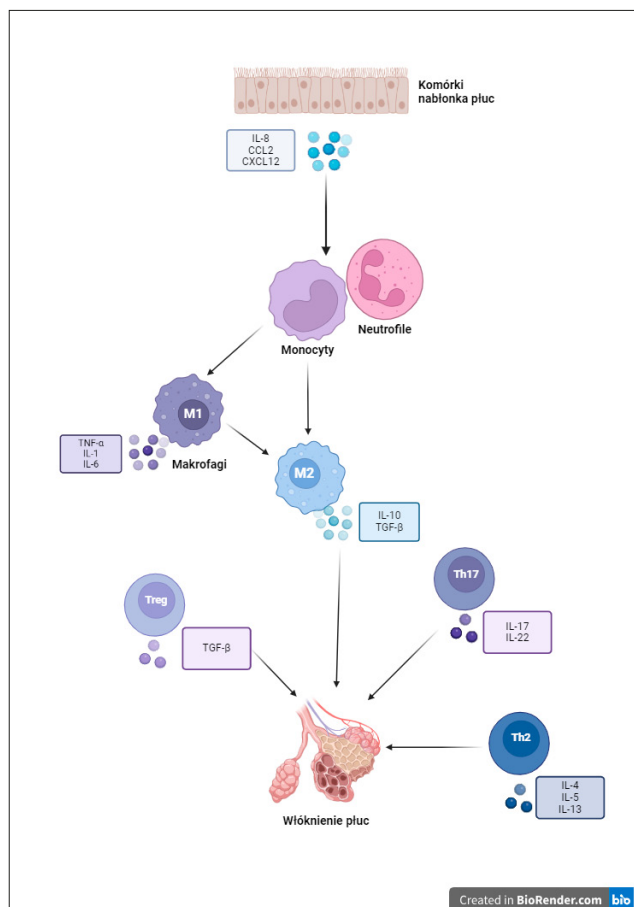 Komórki
nabłonka płuc
IL-8
CCL2
CXCL12
Neutrofile
Monocyty
M1
TNF-α
IL-1
IL-6
Makrofagi
M2
IL-10
TGF-β
Th17
Treg
IL-17
IL-22
TGF-β
Th2
IL-4
IL-5
IL-13
Włóknienie płuc
Created in BioRender.com bio